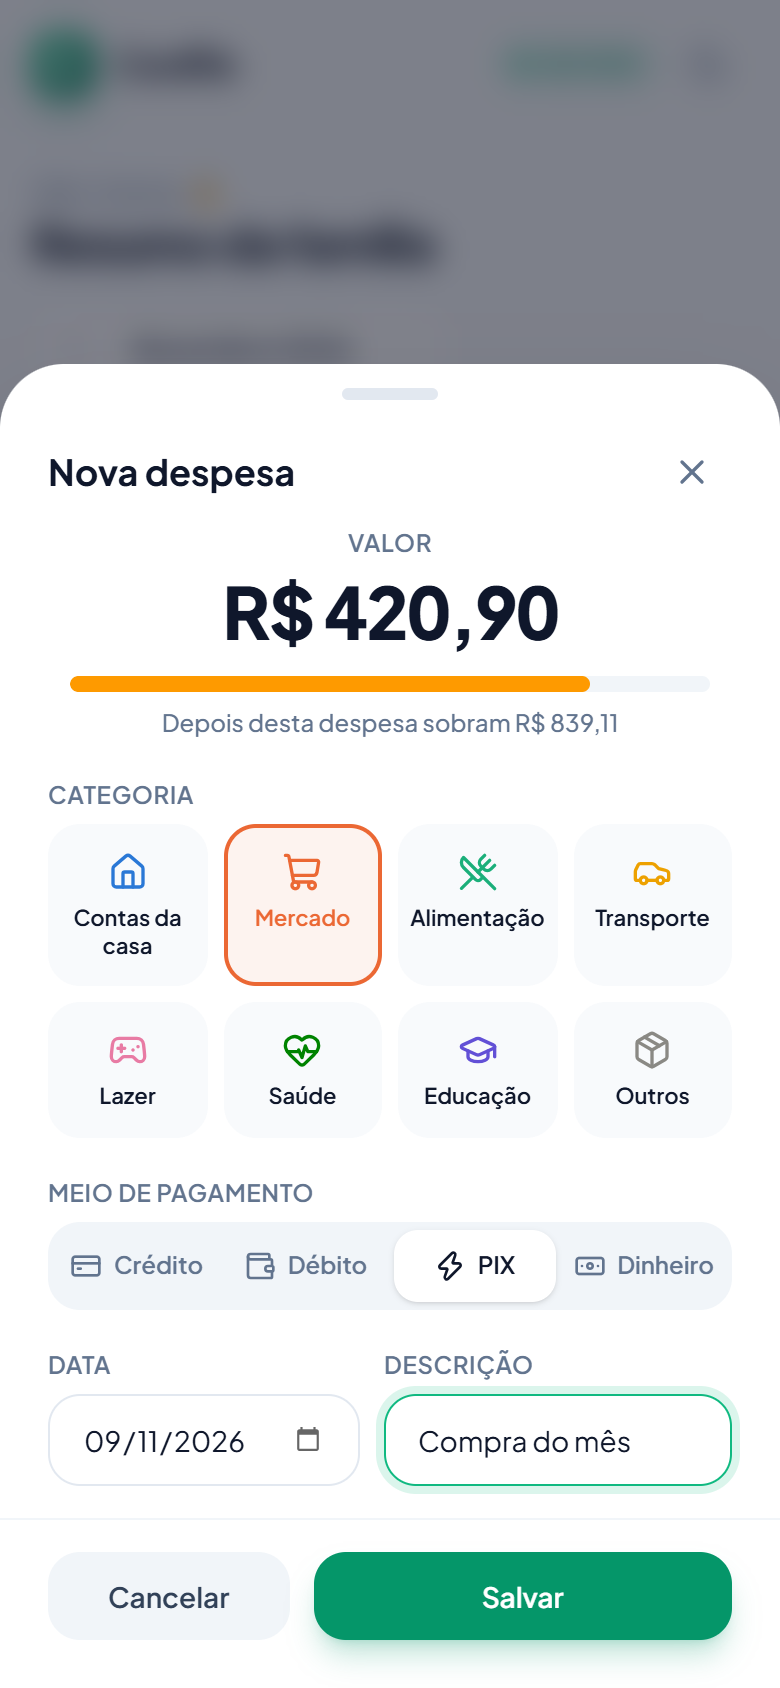 Nova despesa
VALOR
R$ 420,90
Depois desta despesa sobram R$ 839,11
CATEGORIA
Contas da
casa
Mercado
Alimentação
Transporte
Lazer
Saúde
Educação
Outros
MEIO DE PAGAMENTO
Crédito
Débito
PIX
Dinheiro
DATA
DESCRIÇÃO
09/11/2026
Compra do mês
Cancelar
Salvar